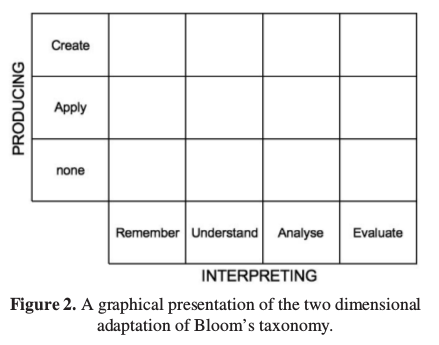 PRODUCING
Create
Apply
none
Remember Understand Analyse Evaluate
INTERPRETING
Figure 2. A graphical presentation of the two dimensional
adaptation of Bloom's taxonomy.